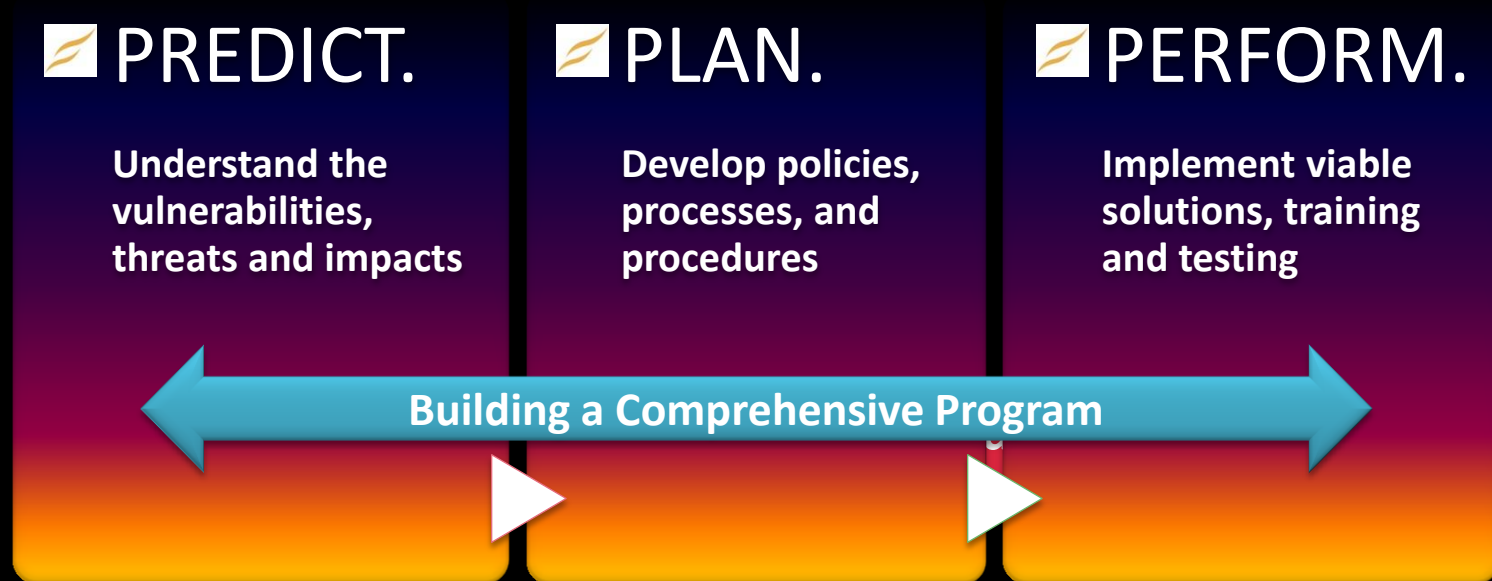 PREDICT.
Understand the
vulnerabilities,
threats and impacts
PLAN.
Develop policies,
processes, and
procedures
PERFORM.
Implement viable
solutions, training
and testing
Building a Comprehensive Program